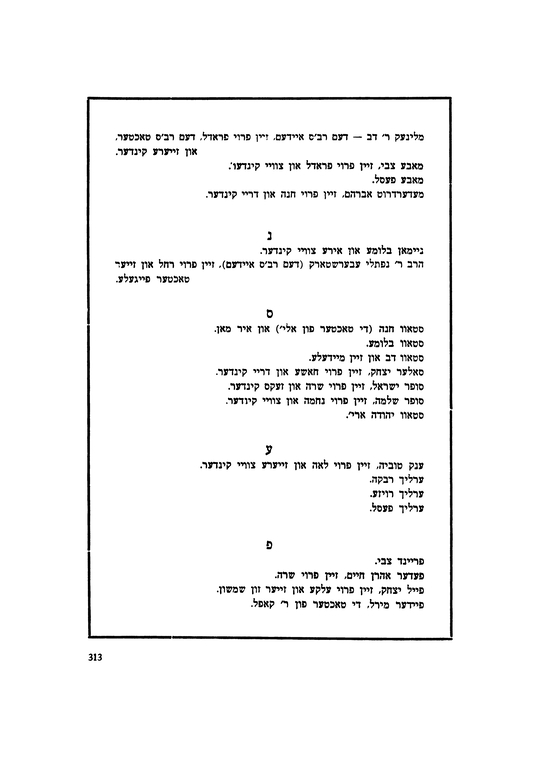 מלינעק ר׳ דב — דעם רב׳ס איידעם, זיין פרוי פראדל, דעם רב׳ס טאכטער,
און זייערע קינדער.
מאבע צבי, זיין פרוי פראדל און צוויי קינדער.
מאבע פעסל.
מעדערדרוט אברהם, זיין פרוי חנה און דריי קינדער.
נ
ניימאן בלומע און אירע צוויי קינדער.
הרב ר׳ נפתלי עבערשטארק (דעם רב׳ס איידעם), זיין פרוי רחל און זייער
טאכטער פייגעלע.
ס
סטאוו חנה (די טאכטער פון אלי׳) און איר מאן.
סטאוו בלומע.
סטאוו דב און זיין מיידעלע.
סאלער יצחק, זיין פרוי חאשע און דריי קינדער.
סופר ישראל, זיין פרוי שרה און זעקס קינדער.
סופר שלמה, זיין פרוי נחמה און צוויי קינדער.
סטאוו יהודה ארי׳.
ע
ענק טוביה, זיין פרוי לאה און זייערע צוויי קינדער.
ערליך רבקה.
ערליך רויזע.
ערליך פעסל.
פ
פריינד צבי.
פעדער אהרן חיים, זיין פרוי שרה.
פייל יצחק, זיין פרוי עלקע און זייער זון שמשון.
פיידער מירל, די טאכטער פון ר׳ קאפל.
313